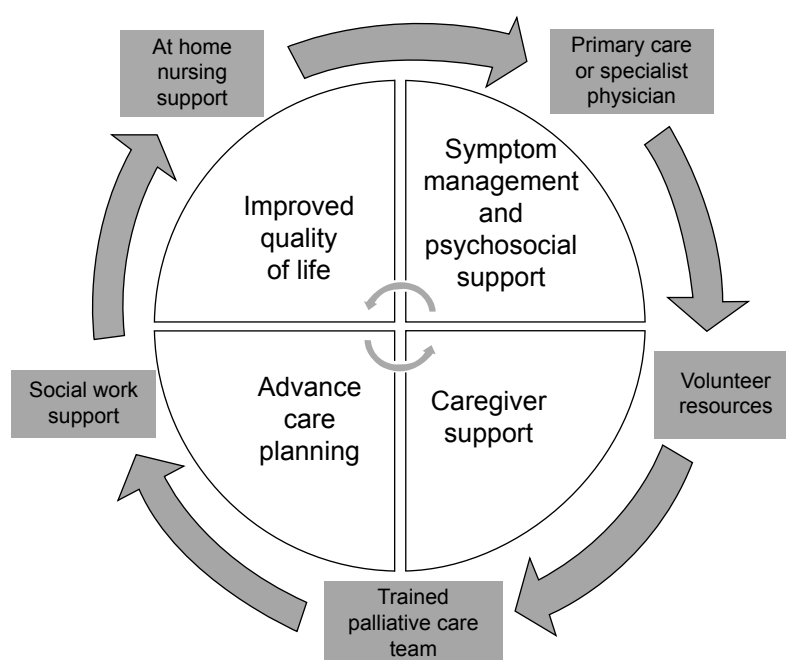 At home
nursing
support
Primary care
or specialist
physician
Improved
quality
of life
Symptom
management
and
psychosocial
support
Social work
support
Volunteer
resources
Advance
care
planning
Caregiver
support
Trained
palliative care
team